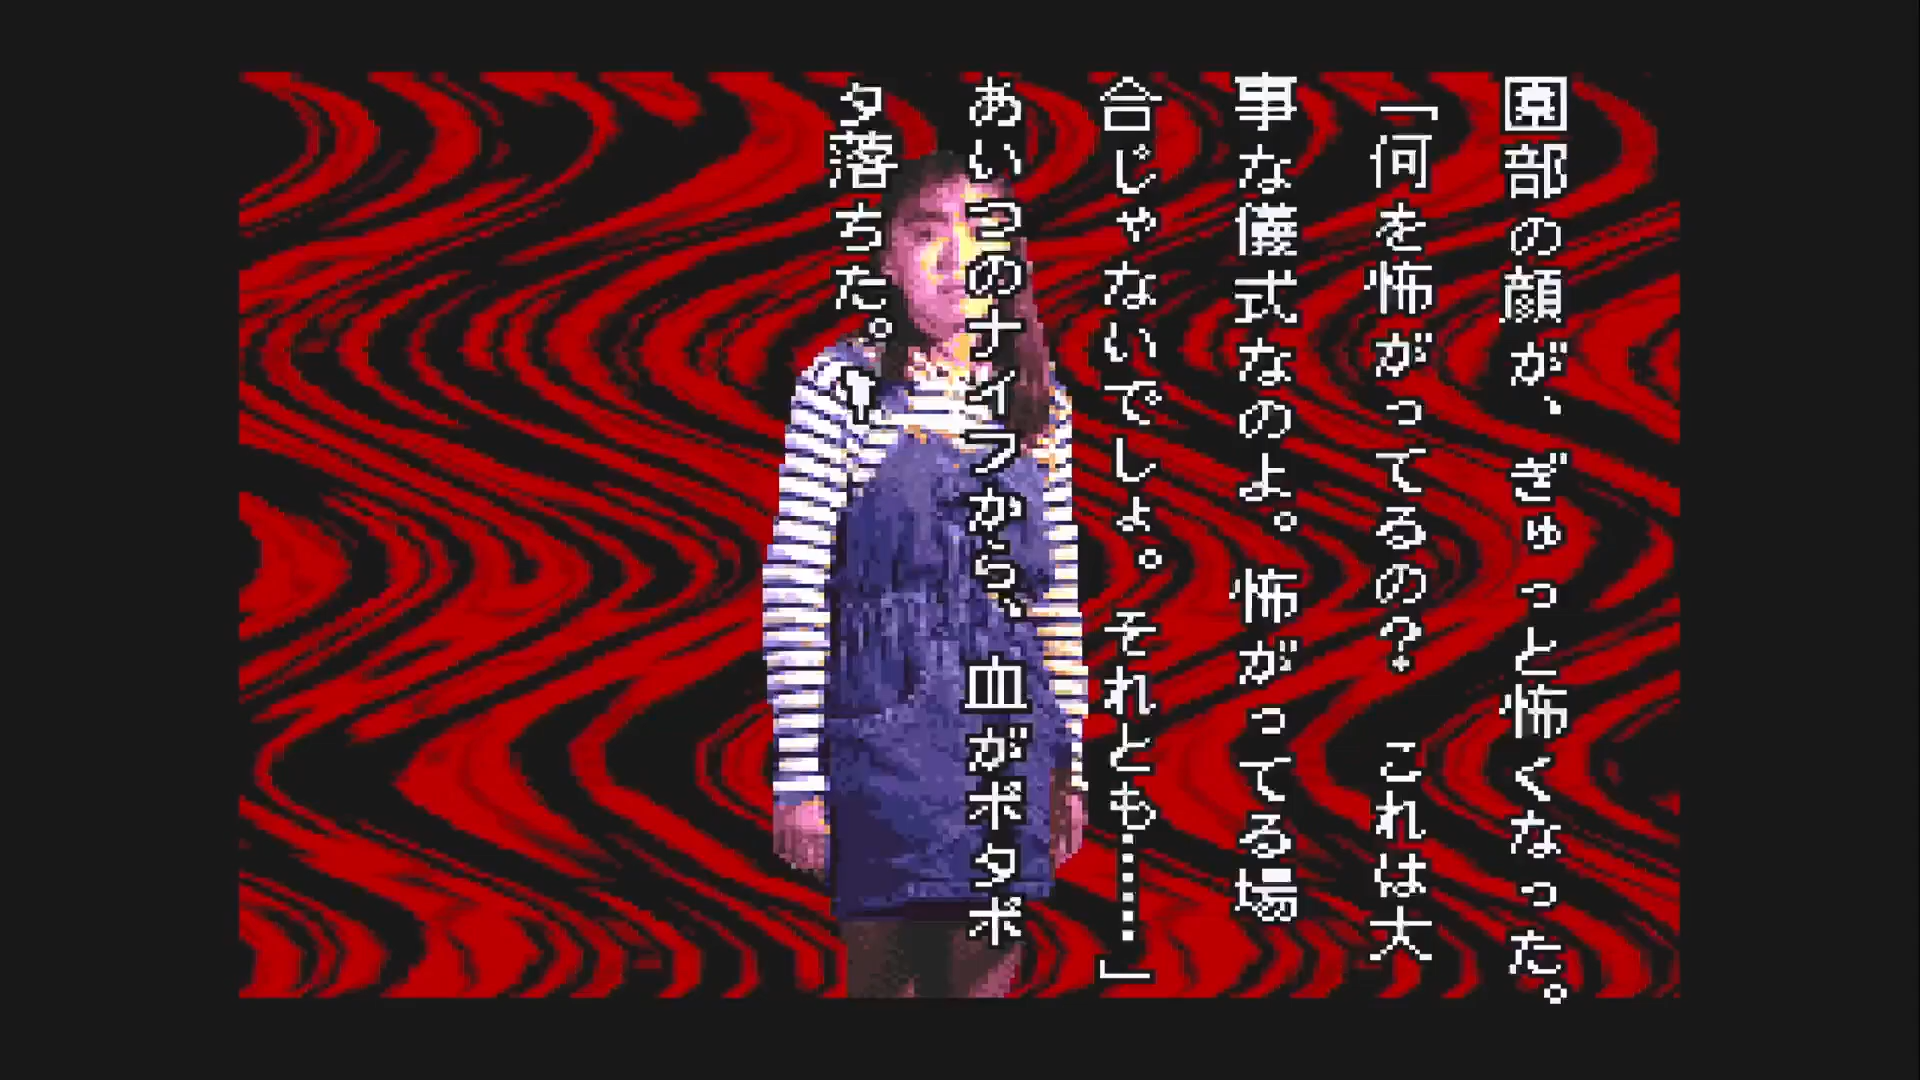 園部の顔が、ぎゅっと怖くなった。
「何を怖がってるの？　これは大
事な儀式なのよ。怖がってる場
合じゃないでしょ。それとも……」
あいつのナイフから、血がボタボ
タ落ちた。